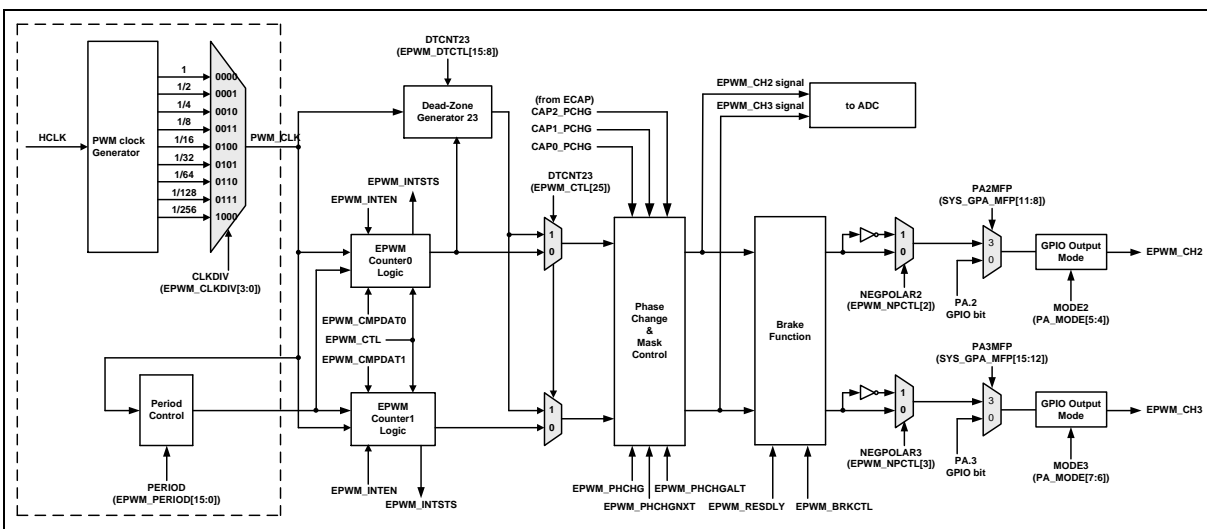 HCLK
PWM clock
Generator
1
1/2
1/4
1/8
1/16
1/32
1/64
1/128
1/256
0000
0001
0010
0011
0100
0101
0110
0111
1000
PWM_CLK
CLKDIV
(EPWM_CLKDIV[3:0])
Period
Control
PERIOD
(EPWM_PERIOD[15:0])
DTCNT23
(EPWM_DTCTL[15:8])
Dead-Zone
Generator 23
EPWM_INTSTS
EPWM_INTEN
EPWM
Counter0
Logic
EPWM_CMPDAT0
EPWM_CTL
EPWM_CMPDAT1
EPWM
Counter1
Logic
EPWM_INTEN
EPWM_INTSTS
(from ECAP)
CAP2_PCHG
CAP1_PCHG
CAP0_PCHG
DTCNT23
(EPWM_CTL[25])
1
0
1
0
Phase
Change
&
Mask
Control
EPWM_PHCHG
EPWM_PHCHGALT
EPWM_PHCHGNXT
EPWM_CH2 signal
EPWM_CH3 signal
to ADC
Brake
Function
EPWM_RESDLY
EPWM_BRKCTL
1
0
NEGPOLAR2
(EPWM_NPCTL[2])
PA2MFP
(SYS_GPA_MFP[11:8])
3
0
PA.2
GPIO bit
GPIO Output
Mode
EPWM_CH2
MODE2
(PA_MODE[5:4])
1
0
NEGPOLAR3
(EPWM_NPCTL[3])
PA3MFP
(SYS_GPA_MFP[15:12])
3
0
PA.3
GPIO bit
GPIO Output
Mode
EPWM_CH3
MODE3
(PA_MODE[7:6])